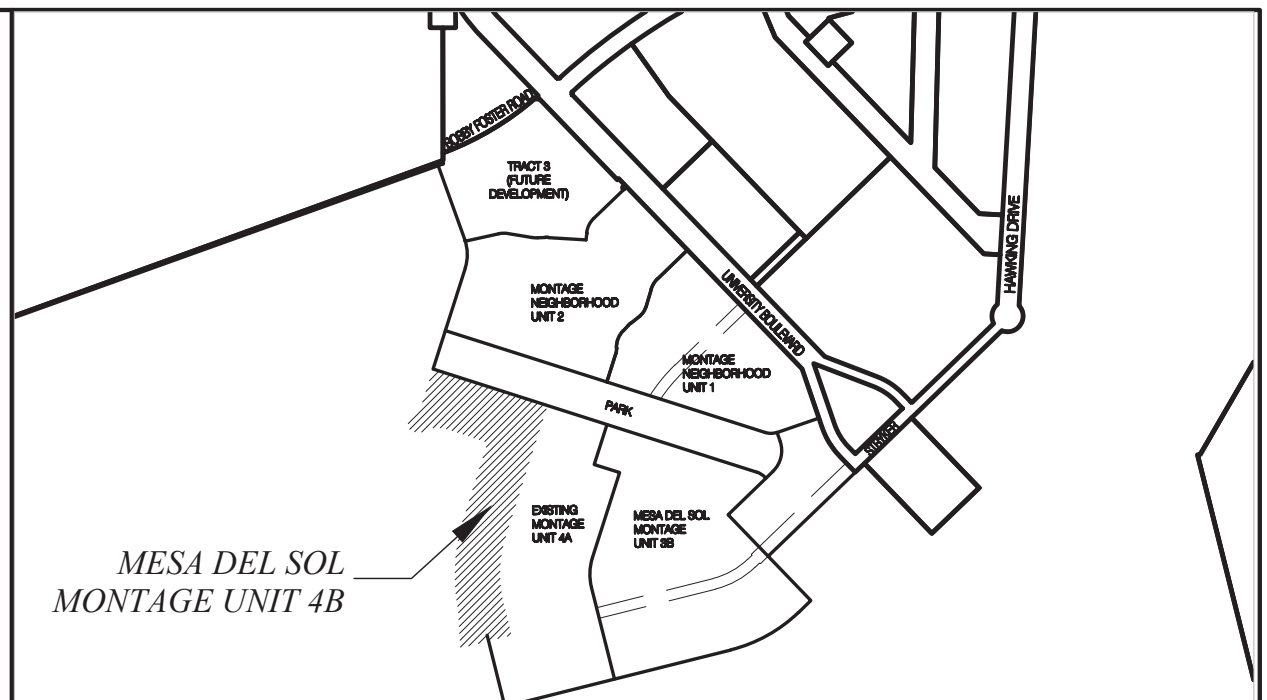 BOBBY FOSTER ROAD
TRACT 3
(FUTURE
DEVELOPMENT)
MONTAGE
NEIGHBORHOOD
UNIT 2
UNIVERSITY BOULEVARD
HAWKING DRIVE
MONTAGE
NEIGHBORHOOD
UNIT 1
PARK
STRYKER
EXISTING
MONTAGE
UNIT 4A
MESA DEL SOL
MONTAGE
UNIT 3B
MESA DEL SOL
MONTAGE UNIT 4B